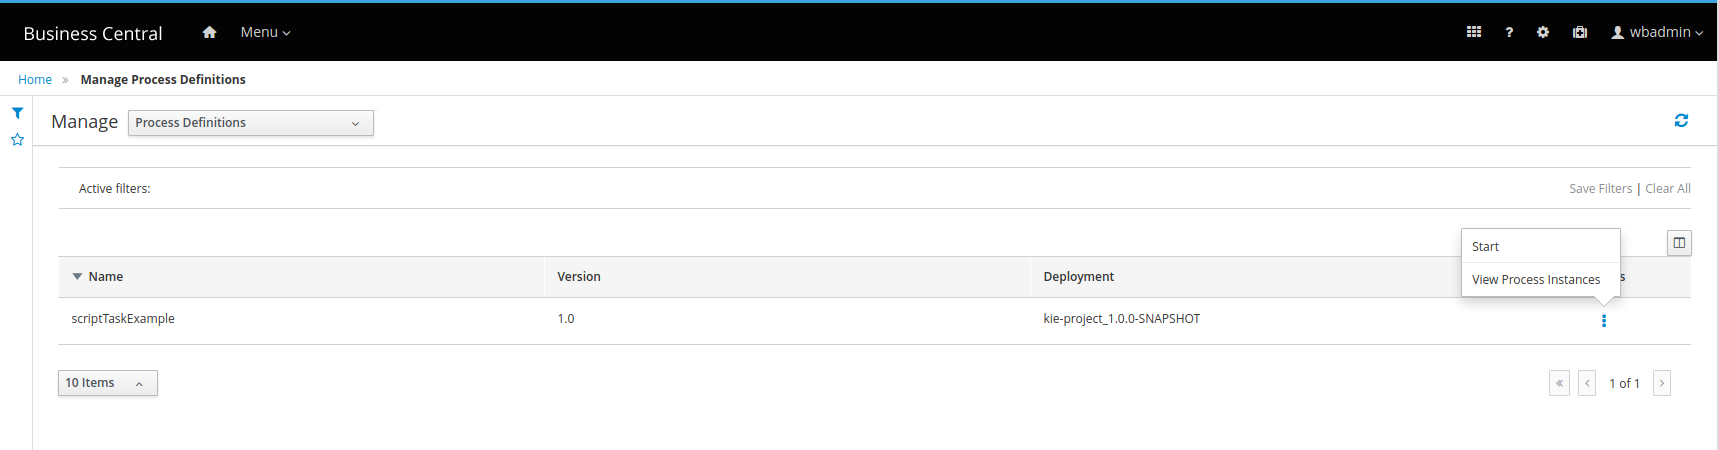 Business Central Menu ? wbadmin
Home » Manage Process Definitions
Manage Process Definitions
Active filters: Save Filters | Clear All
Start
View Process Instances
Name Version Deployment s
scriptTaskExample 1.0 kie-project_1.0.0-SNAPSHOT
10 Items « ‹ 1 of 1 ›